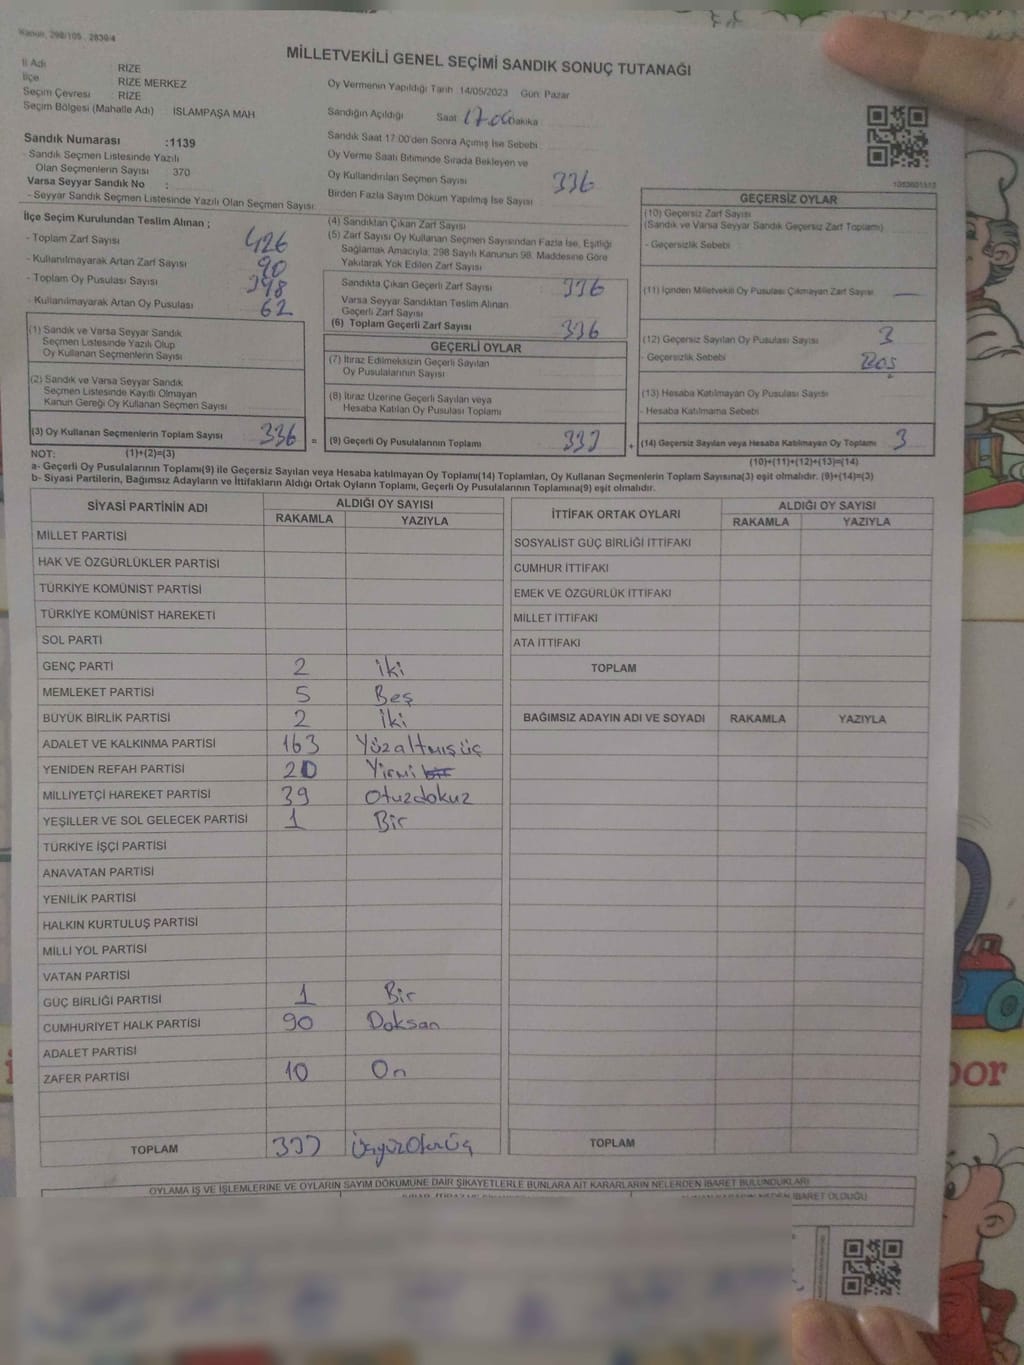 Kanun, 298/105 , 2839/4
MİLLETVEKİLİ GENEL SEÇİMİ SANDIK SONUÇ TUTANAĞI
İl Adı : RİZE
İlçe : RİZE MERKEZ
Seçim Çevresi : RİZE
Seçim Bölgesi (Mahalle Adı) : İSLAMPAŞA MAH
Sandık Numarası :1139
- Sandık Seçmen Listesinde Yazılı
Olan Seçmenlerin Sayısı : 370
Varsa Seyyar Sandık No :
- Seyyar Sandık Seçmen Listesinde Yazılı Olan Seçmen Sayısı:
Oy Vermenin Yapıldığı Tarih :14/05/2023 Gün: Pazar
Sandığın Açıldığı Saat 17.00 Dakika
Sandık Saat 17:00'den Sonra Açımış İse Sebebi
Oy Verme Saati Bitiminde Sırada Bekleyen ve
Oy Kullandırılan Seçmen Sayısı 336
Birden Fazla Sayım Döküm Yapılmış İse Sayısı
İlçe Seçim Kurulundan Teslim Alınan ;
- Toplam Zarf Sayısı 426
- Kullanılmayarak Artan Zarf Sayısı 90
- Toplam Oy Pusulası Sayısı 398
- Kullanılmayarak Artan Oy Pusulası 62
(1) Sandık ve Varsa Seyyar Sandık
Seçmen Listesinde Yazılı Olup
Oy Kullanan Seçmenlerin Sayısı
(2) Sandık ve Varsa Seyyar Sandık
Seçmen Listesinde Kayıtlı Olmayan
Kanun Gereği Oy Kullanan Seçmen Sayısı
(3) Oy Kullanan Seçmenlerin Toplam Sayısı 336 =
(4) Sandıktan Çıkan Zarf Sayısı
(5) Zarf Sayısı Oy Kullanan Seçmen Sayısından Fazla İse, Eşitliği
Sağlamak Amacıyla; 298 Sayılı Kanunun 98. Maddesine Göre
Yakılarak Yok Edilen Zarf Sayısı
Sandıkta Çıkan Geçerli Zarf Sayısı 336
Varsa Seyyar Sandıktan Teslim Alınan
Geçerli Zarf Sayısı
(6) Toplam Geçerli Zarf Sayısı 336
GEÇERLİ OYLAR
(7) İtiraz Edilmeksizin Geçerli Sayılan
Oy Pusulalarının Sayısı
(8) İtiraz Üzerine Geçerli Sayılan veya
Hesaba Katılan Oy Pusulası Toplamı
(9) Geçerli Oy Pusulalarının Toplamı 333 +
GEÇERSİZ OYLAR
(10) Geçersiz Zarf Sayısı
(Sandık ve Varsa Seyyar Sandık Geçersiz Zarf Toplamı)
- Geçersizlik Sebebi
(11) İçinden Milletvekili Oy Pusulası Çıkmayan Zarf Sayısı —
(12) Geçersiz Sayılan Oy Pusulası Sayısı 3
- Geçersizlik Sebebi Boş
(13) Hesaba Katılmayan Oy Pusulası Sayısı
- Hesaba Katılmama Sebebi
(14) Geçersiz Sayılan veya Hesaba Katılmayan Oy Toplamı 3
NOT: (1)+(2)=(3) (10)+(11)+(12)+(13)=(14)
a- Geçerli Oy Pusulalarının Toplamı(9) ile Geçersiz Sayılan veya Hesaba katılmayan Oy Toplamı(14) Toplamları, Oy Kullanan Seçmenlerin Toplam Sayısına(3) eşit olmalıdır. (9)+(14)=(3)
b- Siyasi Partilerin, Bağımsız Adayların ve İttifakların Aldığı Ortak Oyların Toplamı, Geçerli Oy Pusulalarının Toplamına(9) eşit olmalıdır.
SİYASİ PARTİNİN ADI ALDIĞI OY SAYISI
RAKAMLA YAZIYLA
MİLLET PARTİSİ
HAK VE ÖZGÜRLÜKLER PARTİSİ
TÜRKİYE KOMÜNİST PARTİSİ
TÜRKİYE KOMÜNİST HAREKETİ
SOL PARTİ
GENÇ PARTİ 2 iki
MEMLEKET PARTİSİ 5 Beş
BÜYÜK BİRLİK PARTİSİ 2 iki
ADALET VE KALKINMA PARTİSİ 163 Yüzaltmışüç
YENİDEN REFAH PARTİSİ 20 Yirmi
MİLLİYETÇİ HAREKET PARTİSİ 39 Otuzdokuz
YEŞİLLER VE SOL GELECEK PARTİSİ 1 Bir
TÜRKİYE İŞÇİ PARTİSİ
ANAVATAN PARTİSİ
YENİLİK PARTİSİ
HALKIN KURTULUŞ PARTİSİ
MİLLİ YOL PARTİSİ
VATAN PARTİSİ
GÜÇ BİRLİĞİ PARTİSİ 1 Bir
CUMHURİYET HALK PARTİSİ 90 Doksan
ADALET PARTİSİ
ZAFER PARTİSİ 10 On
TOPLAM 333 Üçyüzotuzüç
İTTİFAK ORTAK OYLARI ALDIĞI OY SAYISI
RAKAMLA YAZIYLA
SOSYALİST GÜÇ BİRLİĞİ İTTİFAKI
CUMHUR İTTİFAKI
EMEK VE ÖZGÜRLÜK İTTİFAKI
MİLLET İTTİFAKI
ATA İTTİFAKI
TOPLAM
BAĞIMSIZ ADAYIN ADI VE SOYADI RAKAMLA YAZIYLA
TOPLAM
OYLAMA İŞ VE İŞLEMLERİNE VE OYLARIN SAYIM DÖKÜMÜNE DAİR ŞİKAYETLERLE BUNLARA AİT KARARLARIN NELERDEN İBARET BULUNDUKLARI
İBARET OLDUĞU